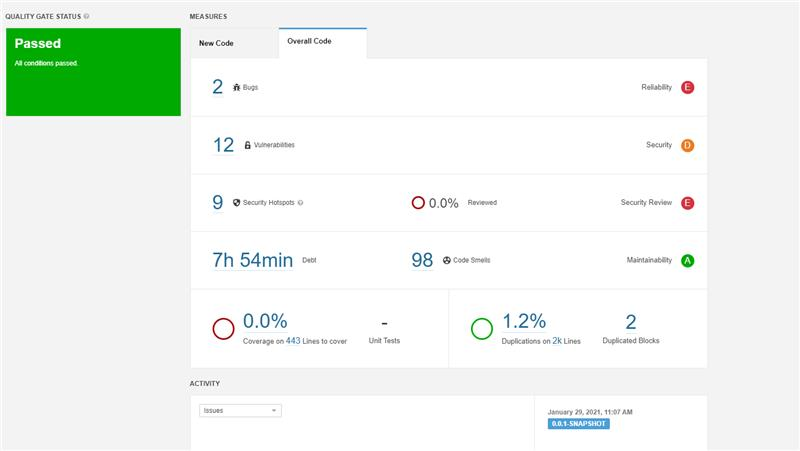 QUALITY GATE STATUS
MEASURES
Passed
All conditions passed.
New Code
Overall Code
2 Bugs
Reliability E
12 Vulnerabilities
Security D
9 Security Hotspots
0.0% Reviewed
Security Review E
7h 54min Debt
98 Code Smells
Maintainability A
0.0%
Coverage on 443 Lines to cover
-
Unit Tests
1.2%
Duplications on 2k Lines
2
Duplicated Blocks
ACTIVITY
Issues
January 29, 2021, 11:07 AM
0.0.1-SNAPSHOT